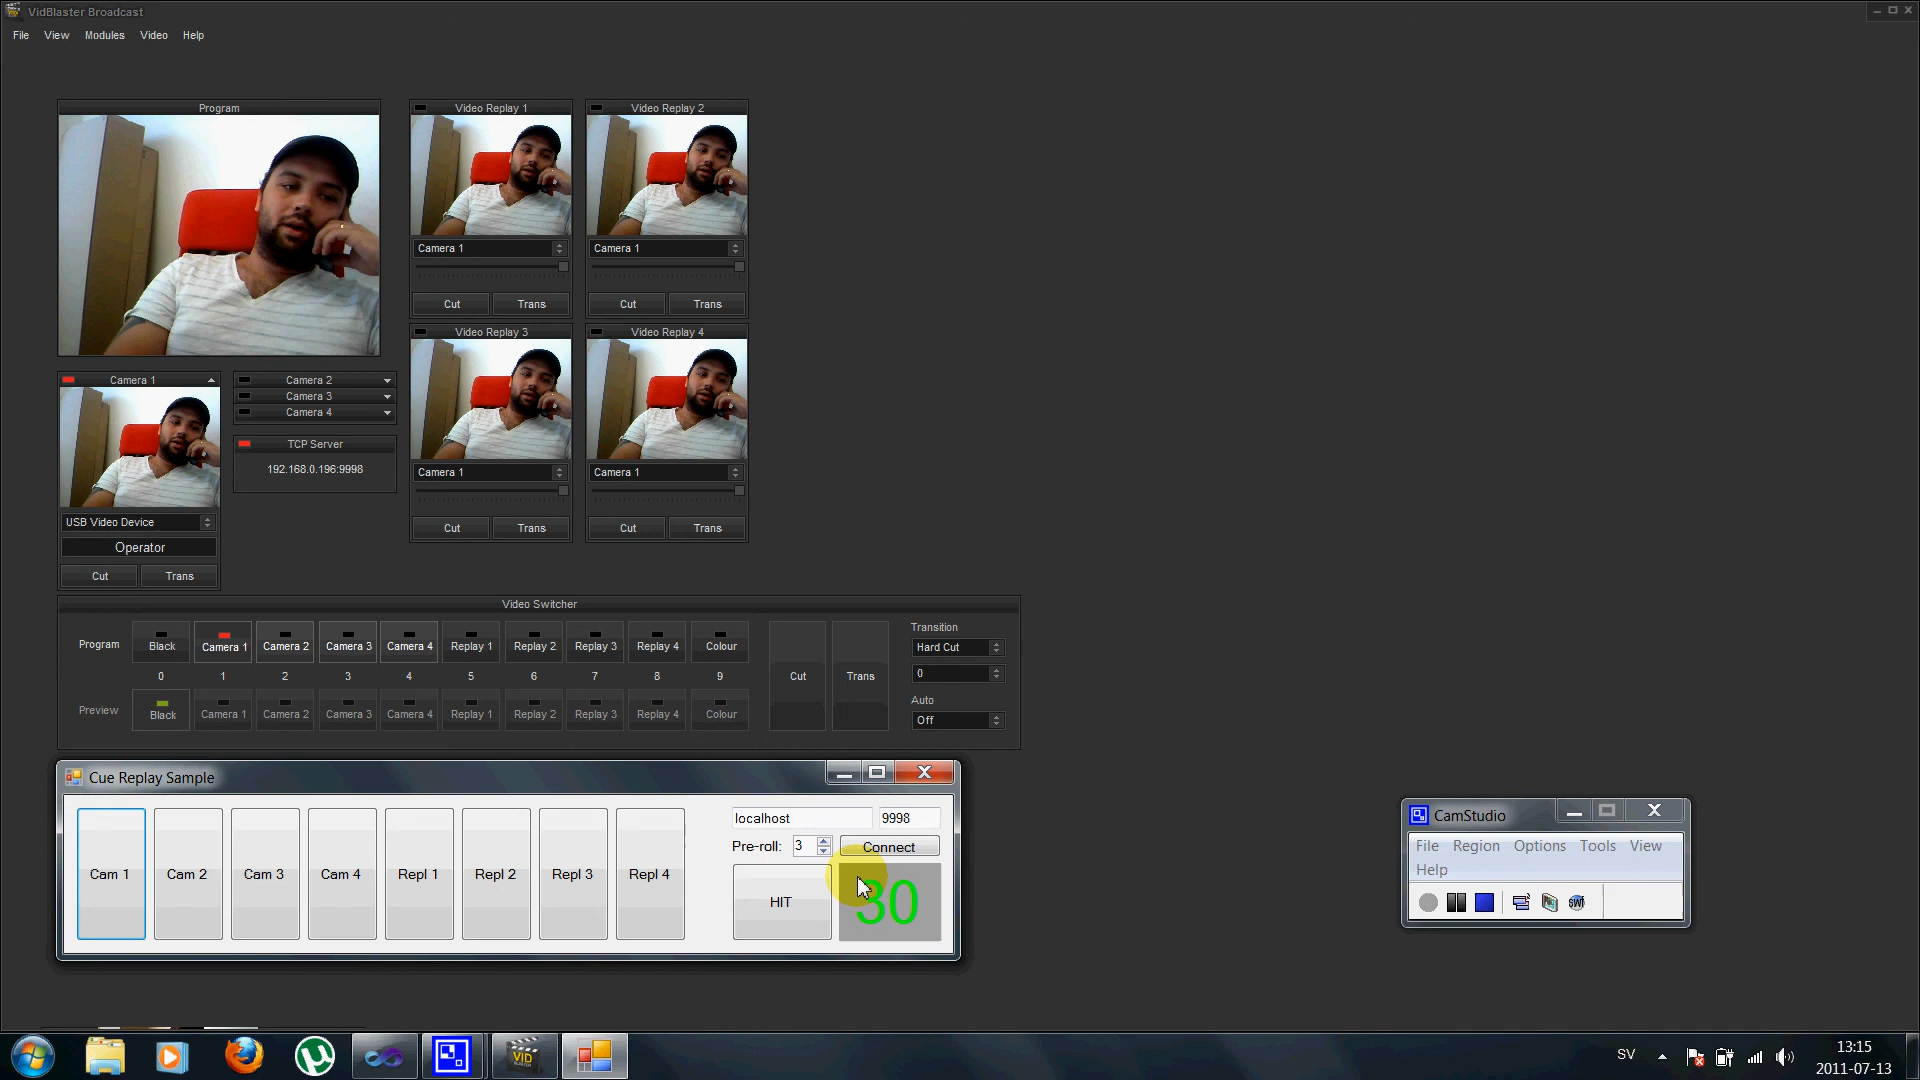 VidBlaster Broadcast
File View Modules Video Help
Program
Video Replay 1
Video Replay 2
Camera 1
Camera 1
Cut Trans
Cut Trans
Video Replay 3
Video Replay 4
Camera 1
Camera 1
Cut Trans
Cut Trans
Camera 1
USB Video Device
Operator
Cut Trans
Camera 2
Camera 3
Camera 4
TCP Server
192.168.0.196:9998
Video Switcher
Program Black Camera 1 Camera 2 Camera 3 Camera 4 Replay 1 Replay 2 Replay 3 Replay 4 Colour
0 1 2 3 4 5 6 7 8 9
Preview Black Camera 1 Camera 2 Camera 3 Camera 4 Replay 1 Replay 2 Replay 3 Replay 4 Colour
Cut Trans
Transition
Hard Cut
0
Auto
Off
Cue Replay Sample
Cam 1 Cam 2 Cam 3 Cam 4 Repl 1 Repl 2 Repl 3 Repl 4
localhost 9998
Pre-roll: 3 Connect
HIT 30
CamStudio
File Region Options Tools View
Help
SWF
VID
BLASTER
SV
13:15
2011-07-13